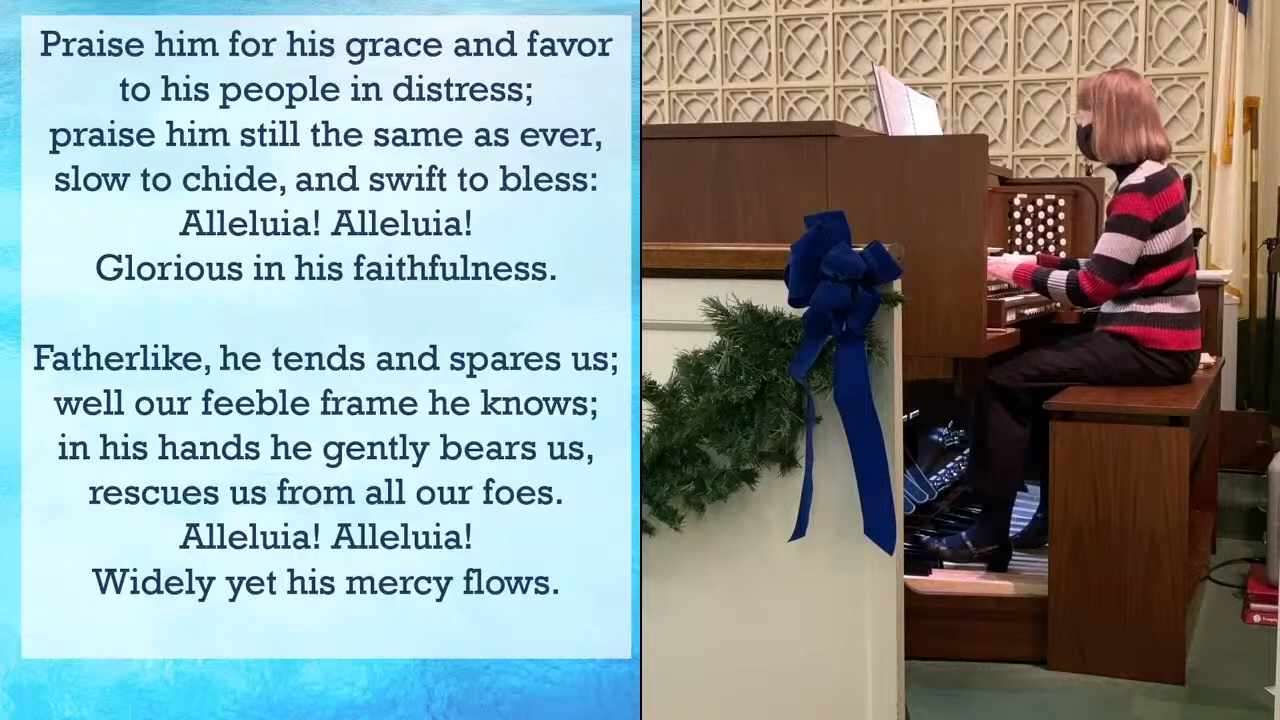 Praise him for his grace and favor
to his people in distress;
praise him still the same as ever,
slow to chide, and swift to bless:
Alleluia! Alleluia!
Glorious in his faithfulness.
Fatherlike, he tends and spares us;
well our feeble frame he knows;
in his hands he gently bears us,
rescues us from all our foes.
Alleluia! Alleluia!
Widely yet his mercy flows.